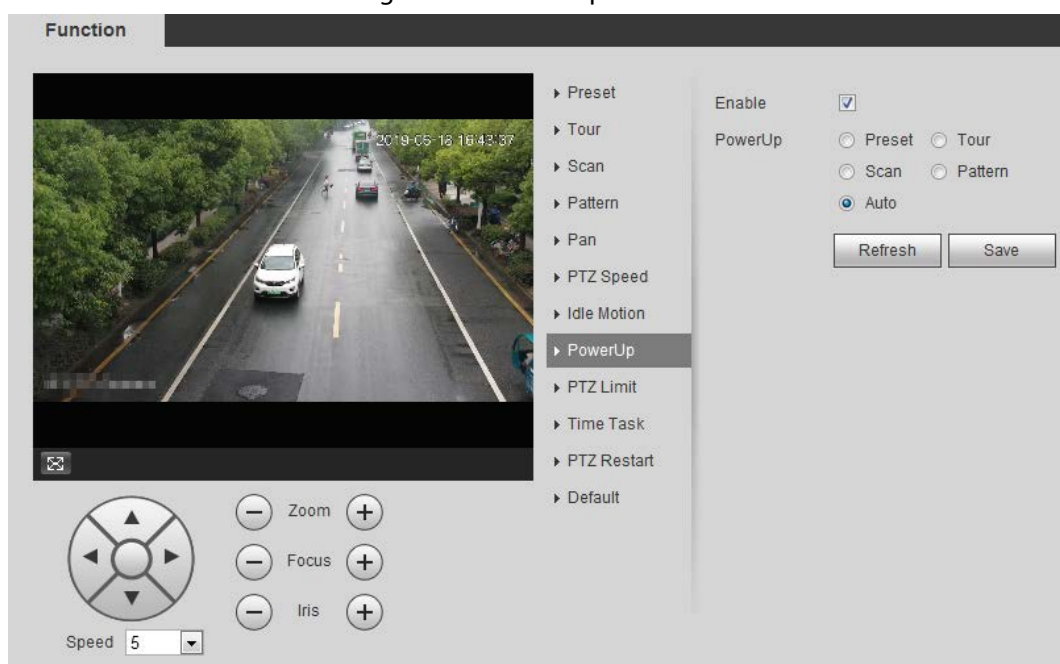 Function
2019-05-18 16:43:37
Preset
Tour
Scan
Pattern
Pan
PTZ Speed
Idle Motion
PowerUp
PTZ Limit
Time Task
PTZ Restart
Default
Enable
PowerUp
Preset Tour
Scan Pattern
Auto
Refresh Save
Zoom
Focus
Iris
Speed 5